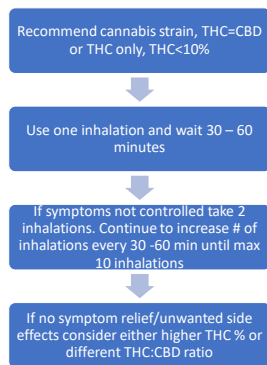 Recommend cannabis strain, THC=CBD
or THC only, THC<10%
Use one inhalation and wait 30 – 60
minutes
If symptoms not controlled take 2
inhalations. Continue to increase # of
inhalations every 30 -60 min until max
10 inhalations
If no symptom relief/unwanted side
effects consider either higher THC % or
different THC:CBD ratio